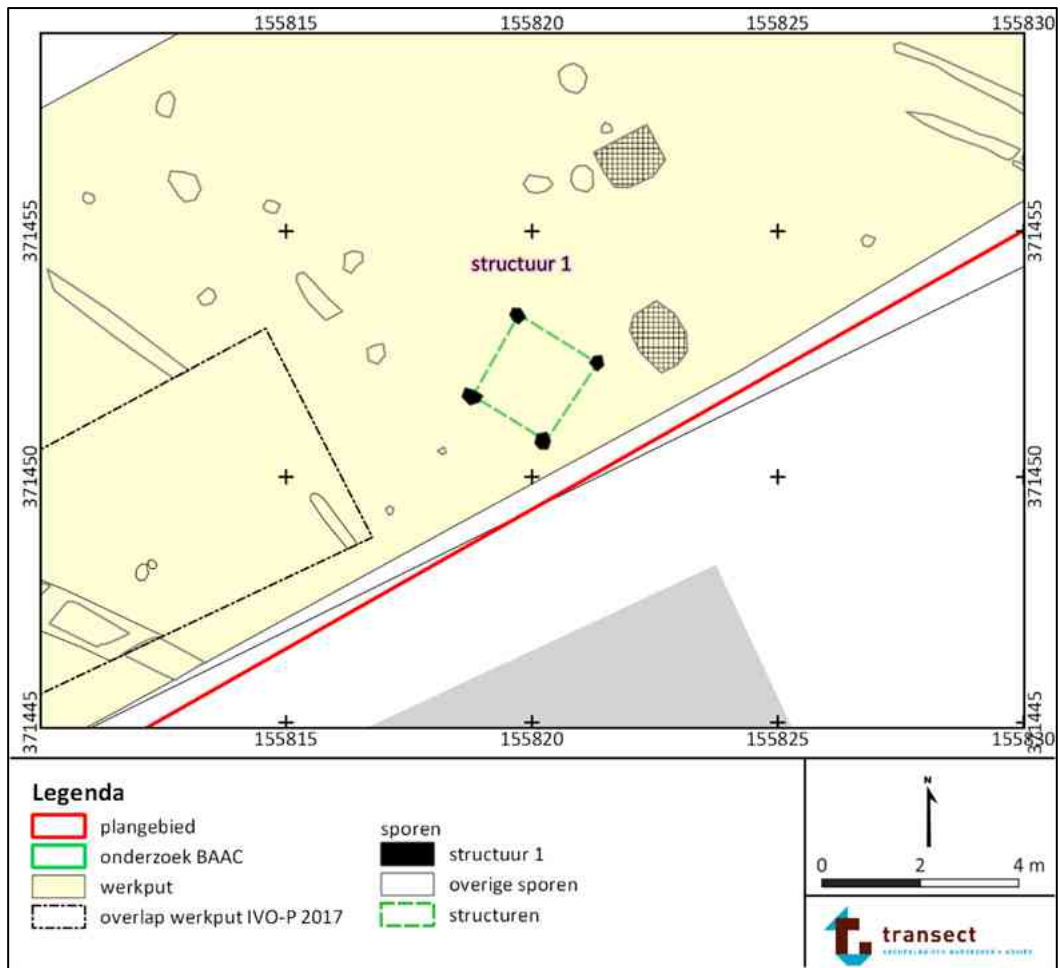 155815 155820 155825 155830
371455 371455
structuur 1
371450 371450
371445 371445
155815 155820 155825 155830
Legenda
plangebied
onderzoek BAAC
werkput
overlap werkput IVO-P 2017
sporen
structuur 1
overige sporen
structuren
N
0 2 4 m
transect